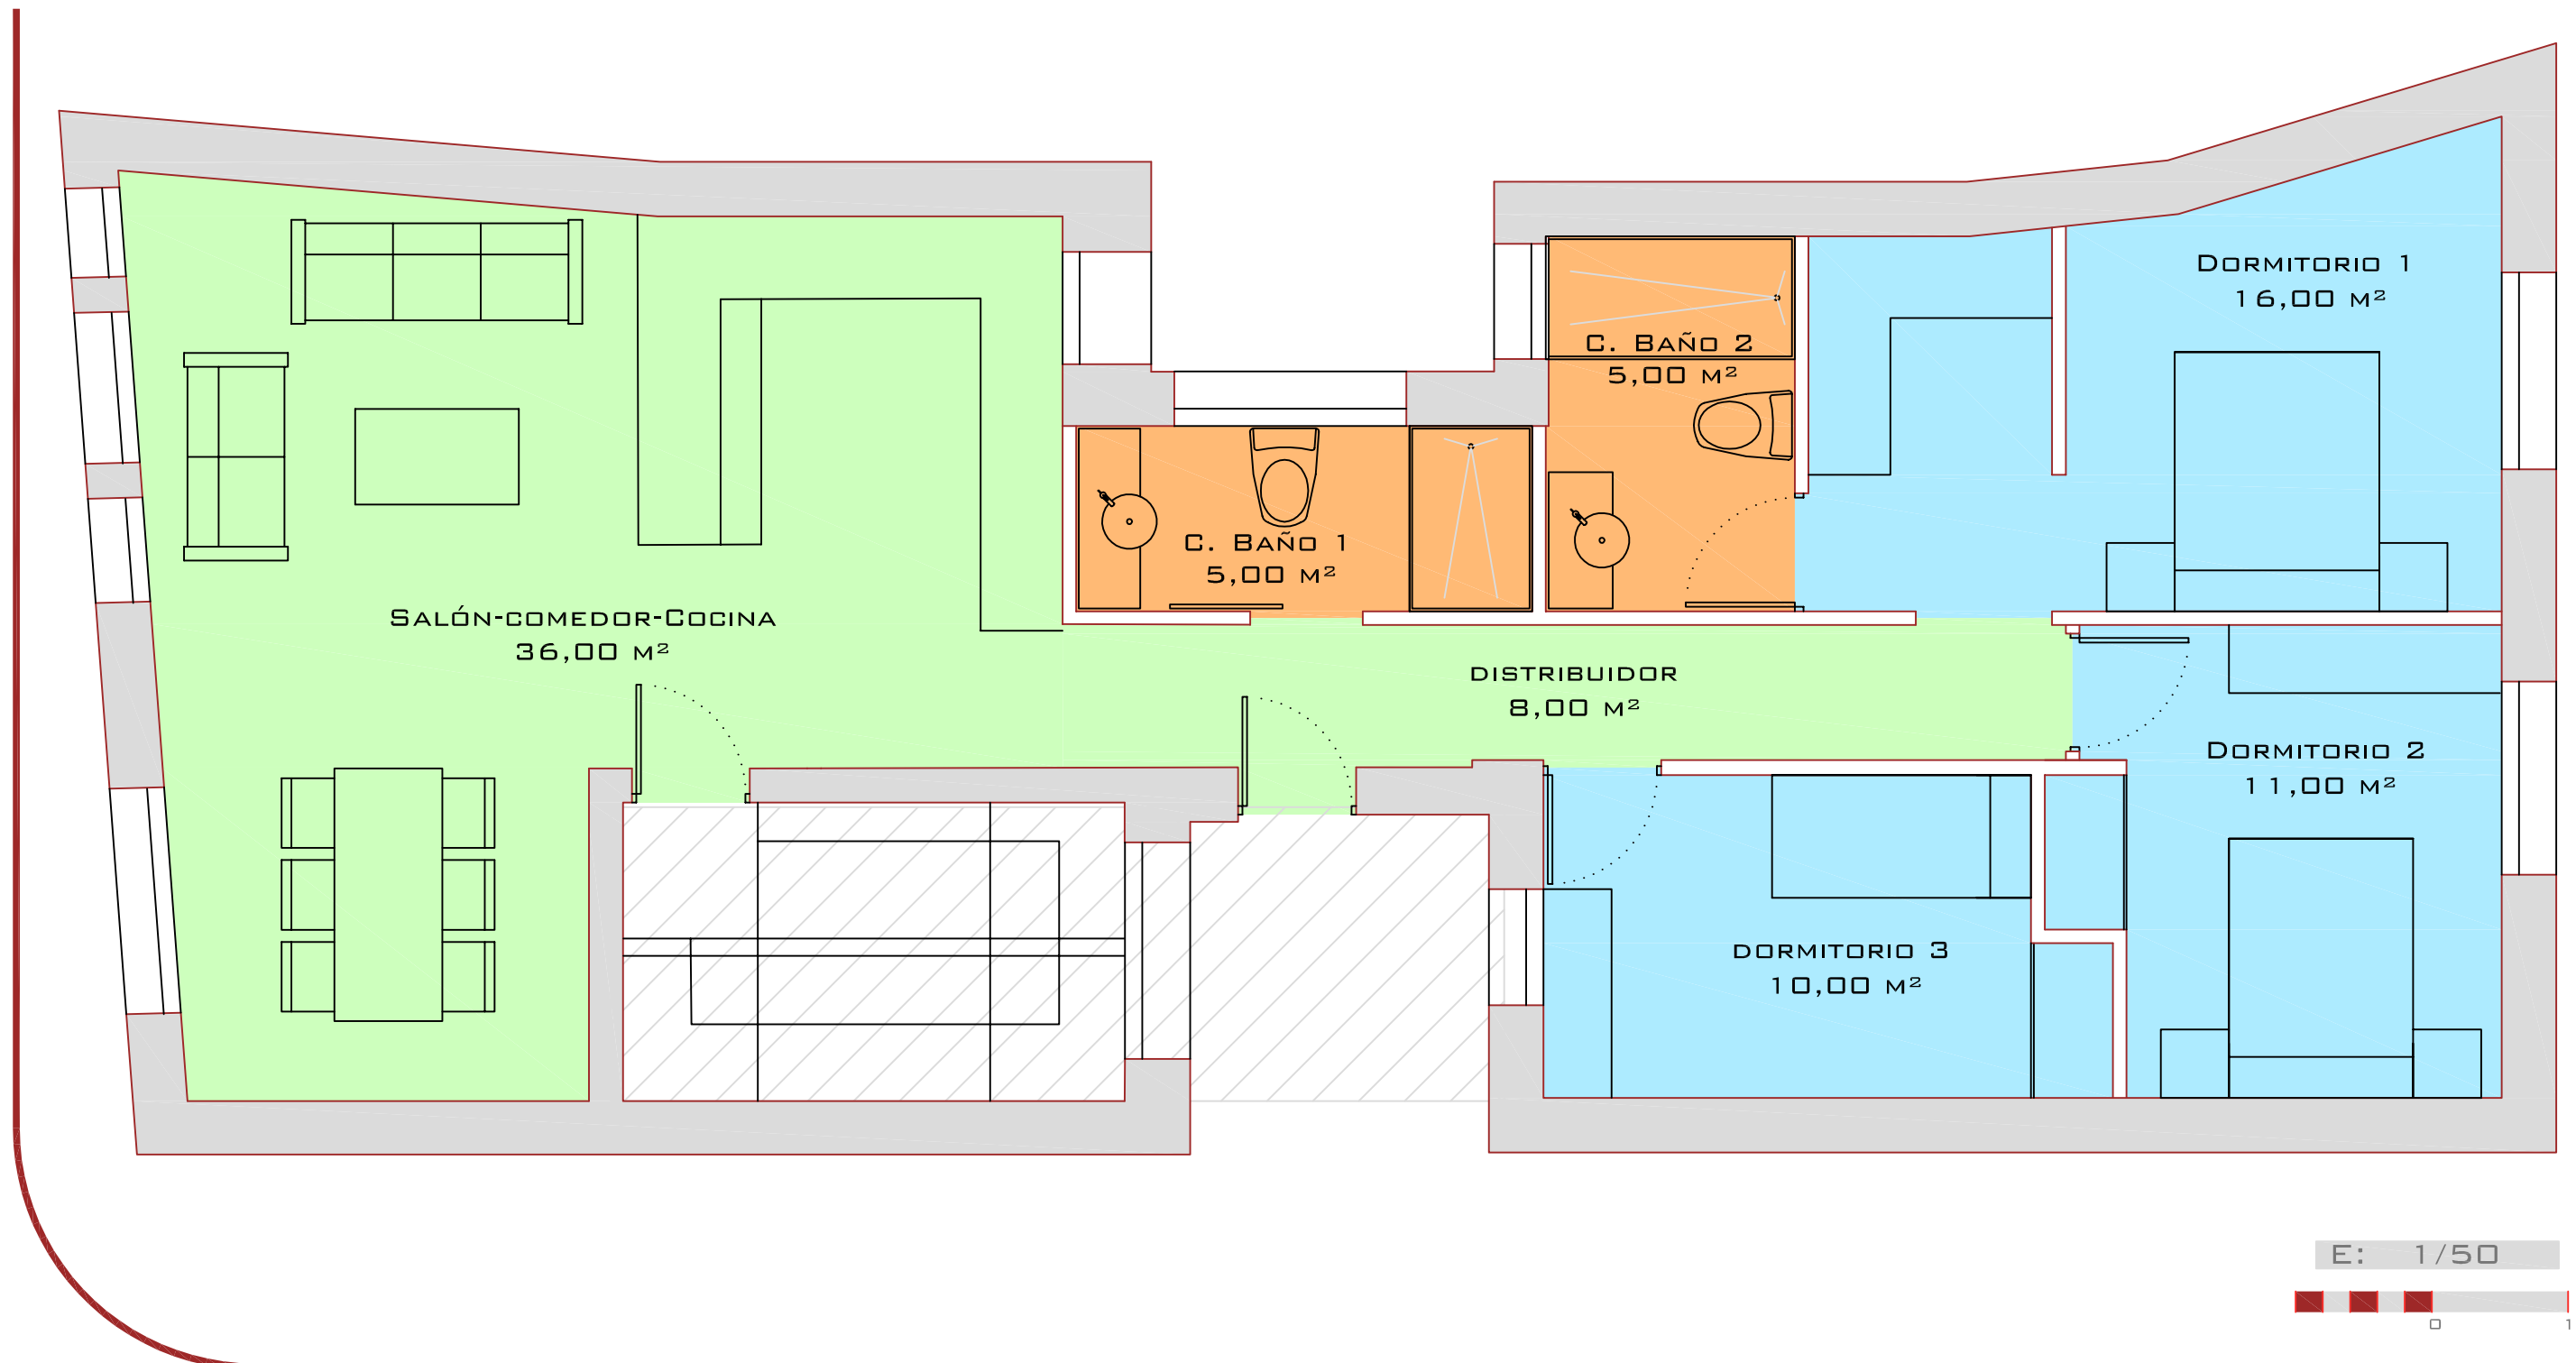 Dormitorio 1
16,00 m²
C. Baño 2
5,00 m²
C. Baño 1
5,00 m²
Salón-comedor-Cocina
36,00 m²
distribuidor
8,00 m²
Dormitorio 2
11,00 m²
dormitorio 3
10,00 m²
E: 1/50
0 1